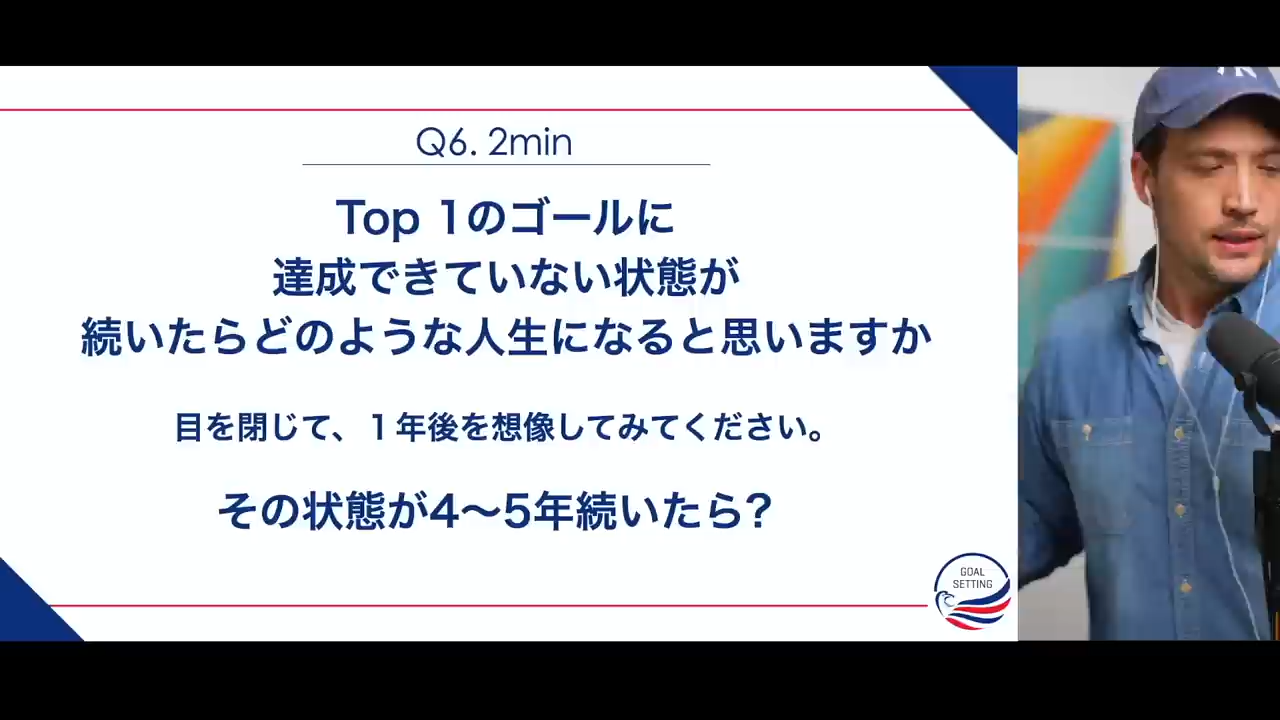 Q6. 2min
Top 1のゴールに
達成できていない状態が
続いたらどのような人生になると思いますか
目を閉じて、1年後を想像してみてください。
その状態が4〜5年続いたら?
GOAL
SETTING